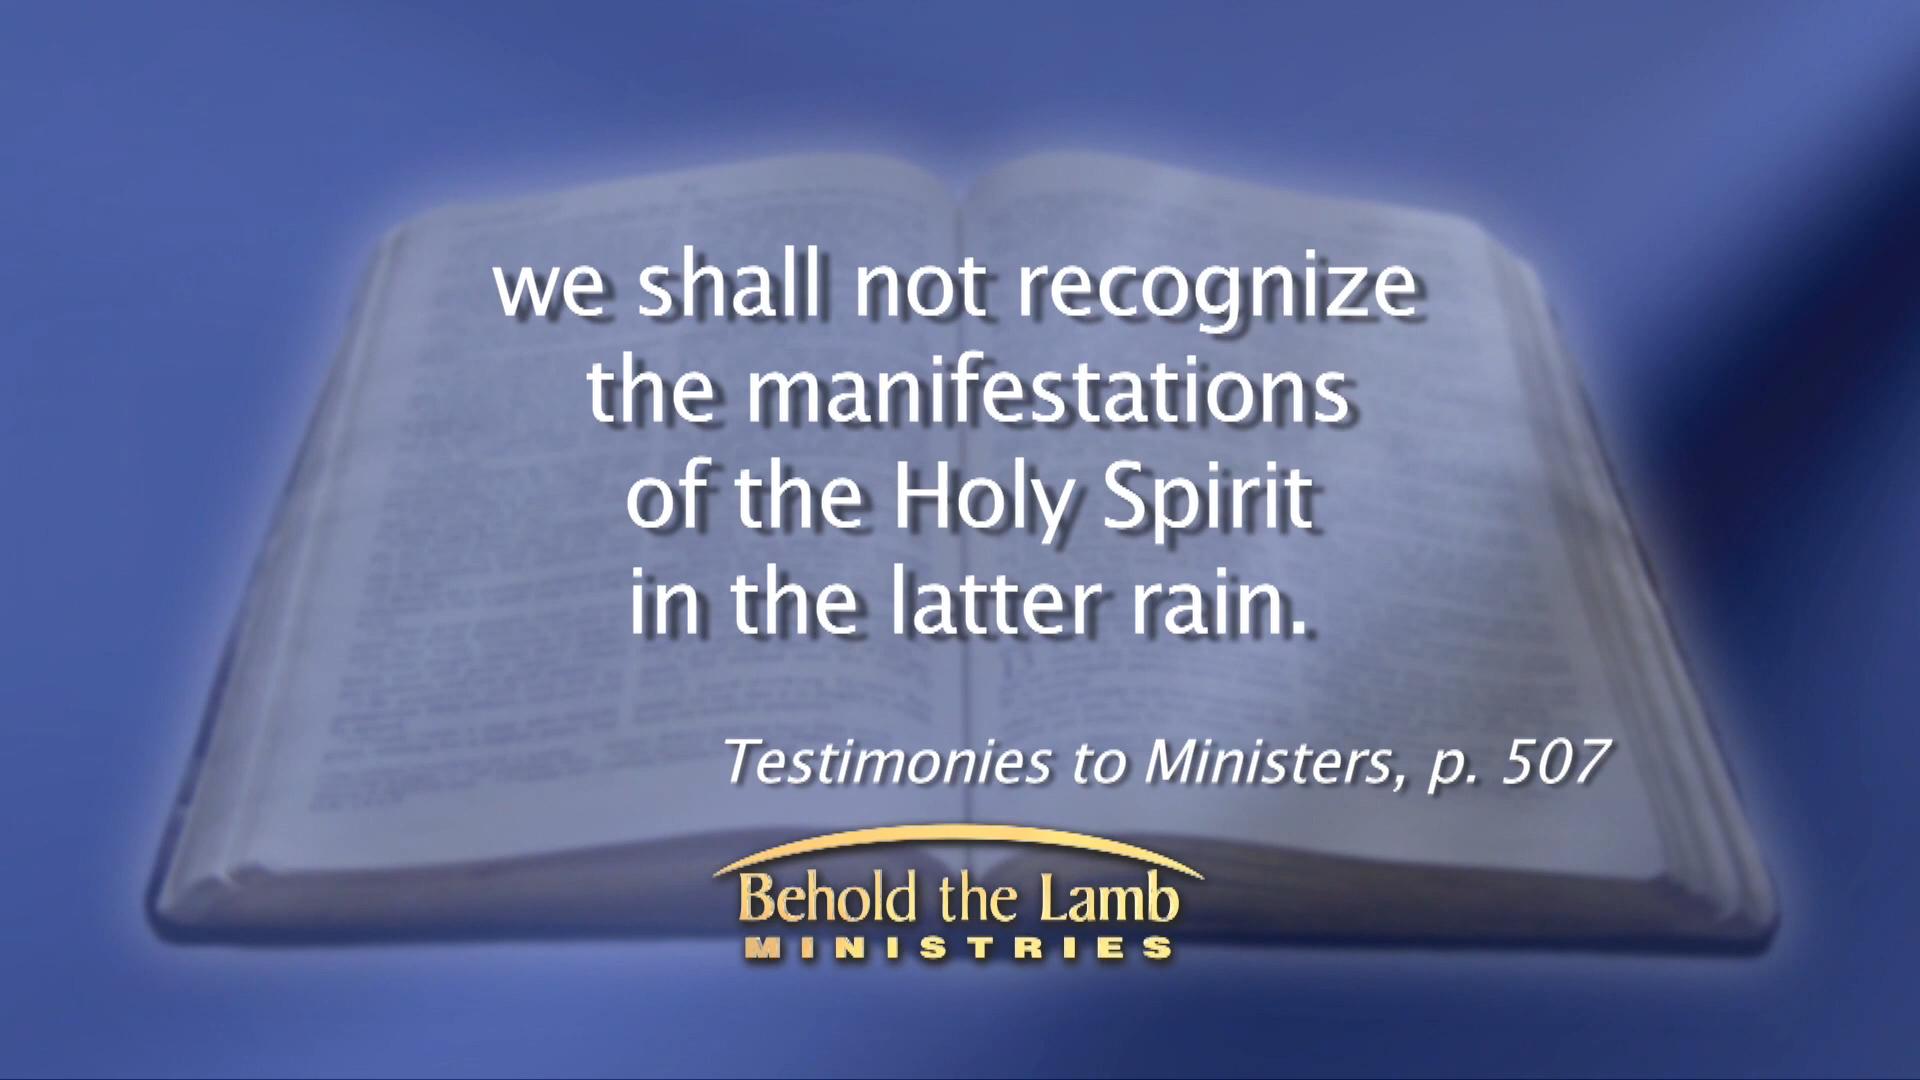 we shall not recognize
the manifestations
of the Holy Spirit
in the latter rain.
Testimonies to Ministers, p. 507
Behold the Lamb
MINISTRIES